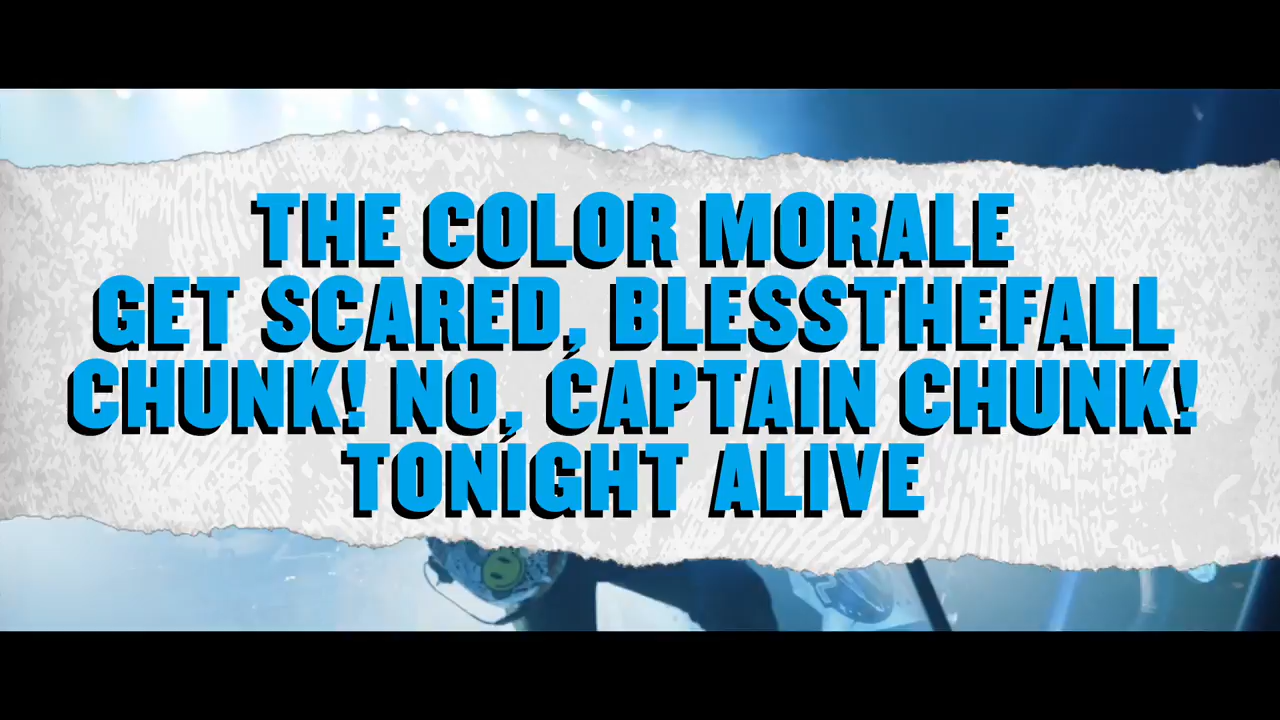 THE COLOR MORALE
GET SCARED, BLESSTHEFALL
CHUNK! NO, CAPTAIN CHUNK!
TONIGHT ALIVE